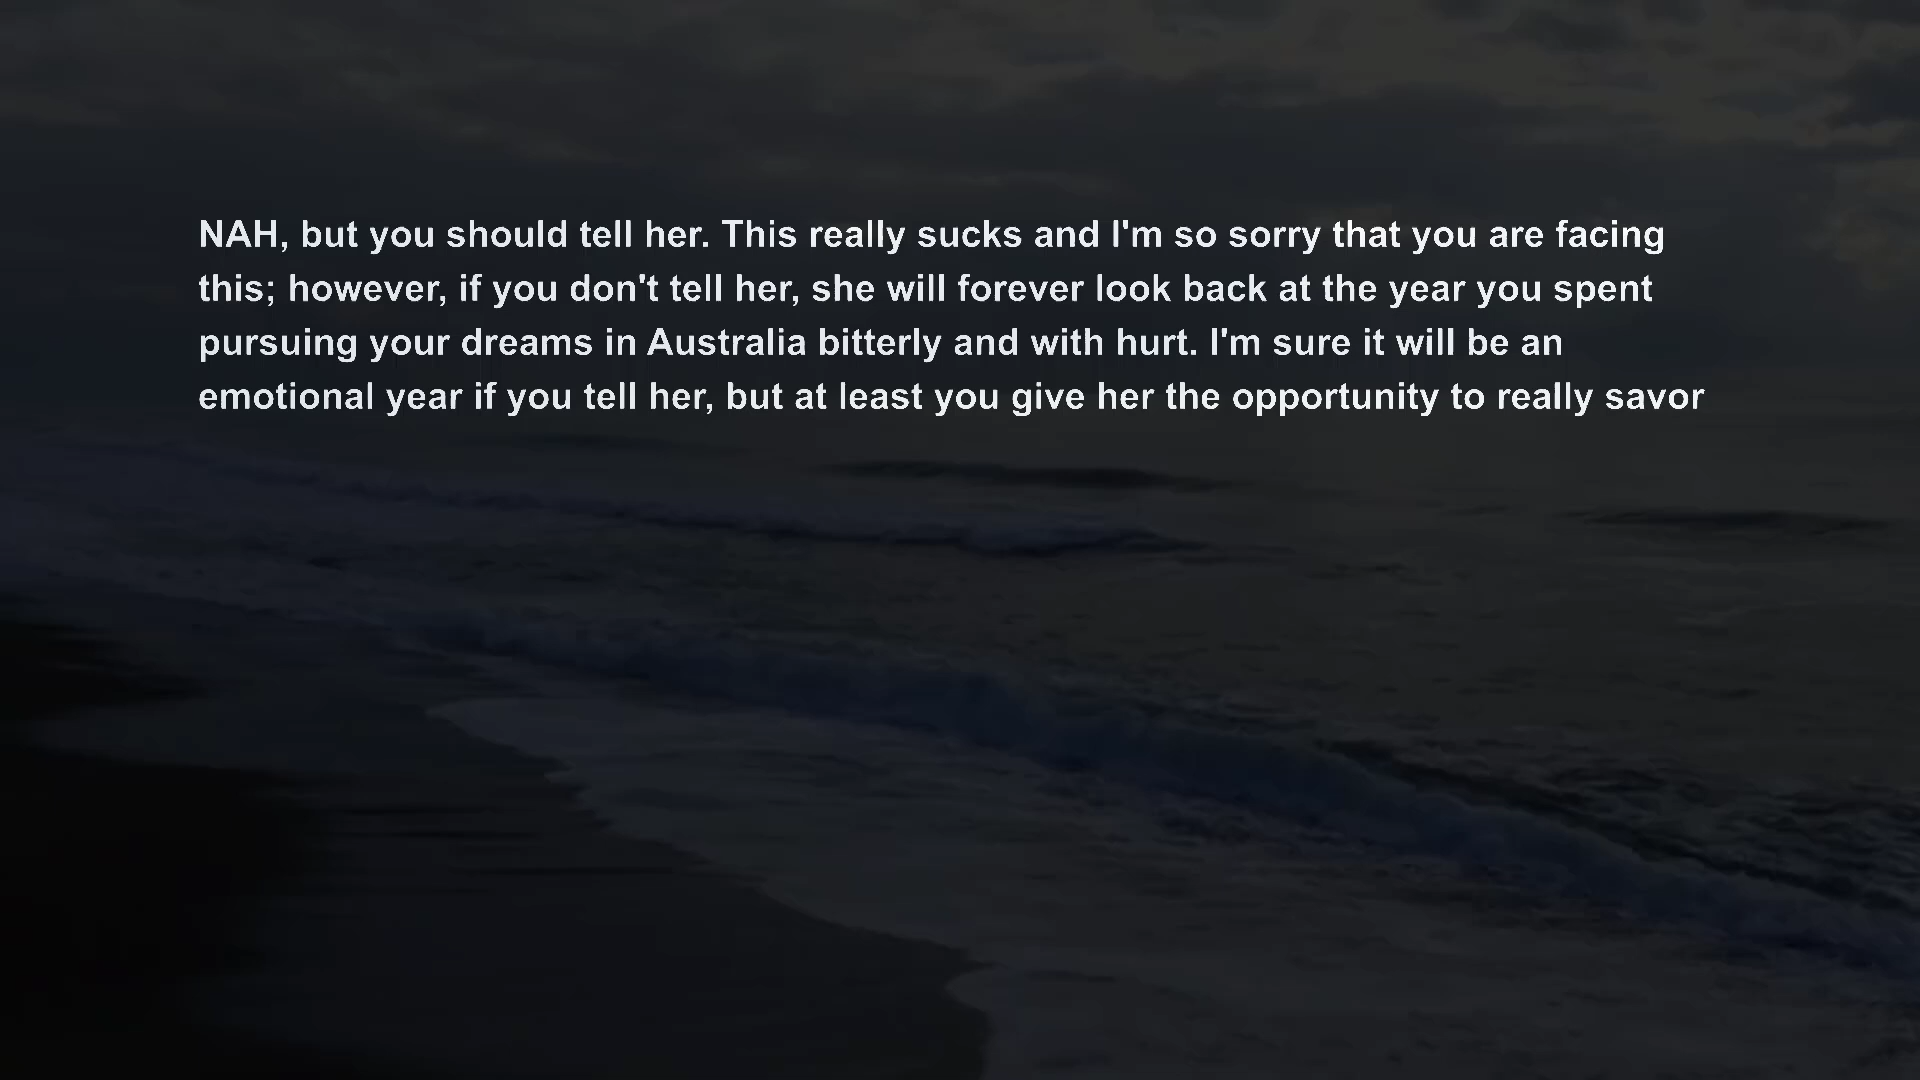 NAH, but you should tell her. This really sucks and I'm so sorry that you are facing
this; however, if you don't tell her, she will forever look back at the year you spent
pursuing your dreams in Australia bitterly and with hurt. I'm sure it will be an
emotional year if you tell her, but at least you give her the opportunity to really savor